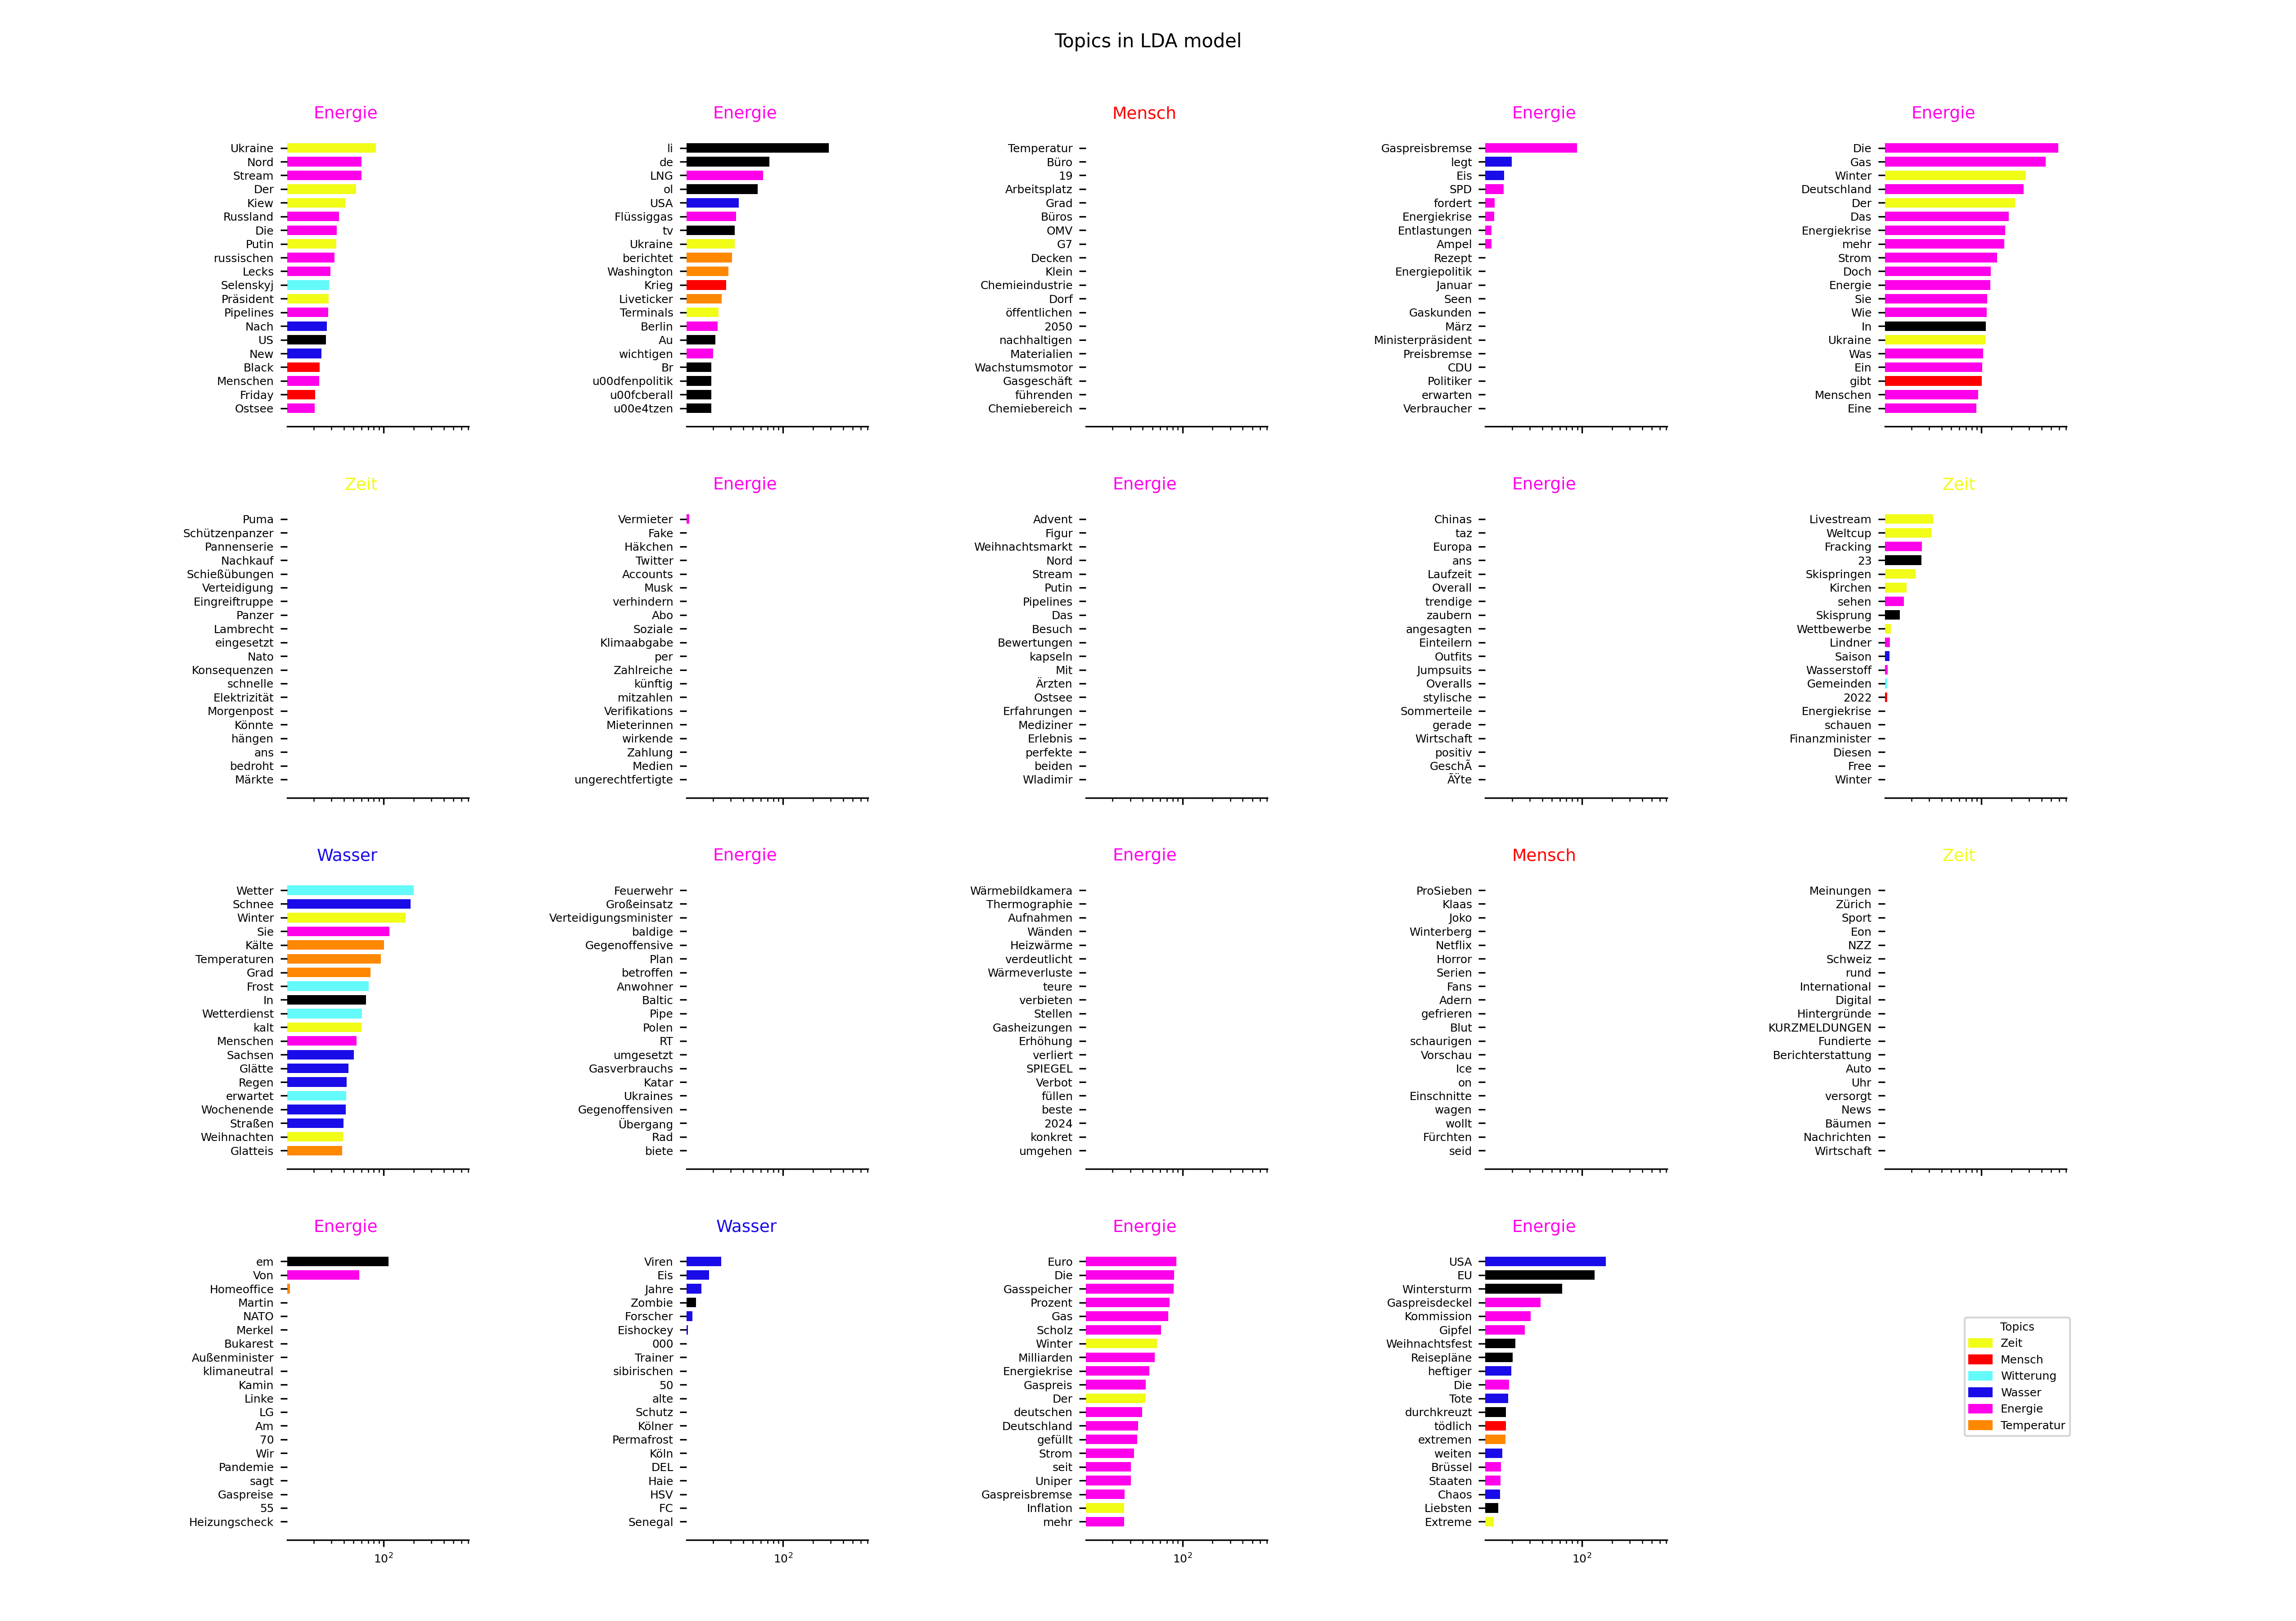 Topics in LDA model
Energie
Ukraine
Nord
Stream
Der
Kiew
Russland
Die
Putin
russischen
Lecks
Selenskyj
Präsident
Pipelines
Nach
US
New
Black
Menschen
Friday
Ostsee
Energie
li
de
LNG
ol
USA
Flüssiggas
tv
Ukraine
berichtet
Washington
Krieg
Liveticker
Terminals
Berlin
Au
wichtigen
Br
u00dfenpolitik
u00fcberall
u00e4tzen
Mensch
Temperatur
Büro
19
Arbeitsplatz
Grad
Büros
OMV
G7
Decken
Klein
Chemieindustrie
Dorf
öffentlichen
2050
nachhaltigen
Materialien
Wachstumsmotor
Gasgeschäft
führenden
Chemiebereich
Energie
Gaspreisbremse
legt
Eis
SPD
fordert
Energiekrise
Entlastungen
Ampel
Rezept
Energiepolitik
Januar
Seen
Gaskunden
März
Ministerpräsident
Preisbremse
CDU
Politiker
erwarten
Verbraucher
Energie
Die
Gas
Winter
Deutschland
Der
Das
Energiekrise
mehr
Strom
Doch
Energie
Sie
Wie
In
Ukraine
Was
Ein
gibt
Menschen
Eine
Zeit
Puma
Schützenpanzer
Pannenserie
Nachkauf
Schießübungen
Verteidigung
Eingreiftruppe
Panzer
Lambrecht
eingesetzt
Nato
Konsequenzen
schnelle
Elektrizität
Morgenpost
Könnte
hängen
ans
bedroht
Märkte
Energie
Vermieter
Fake
Häkchen
Twitter
Accounts
Musk
verhindern
Abo
Soziale
Klimaabgabe
per
Zahlreiche
künftig
mitzahlen
Verifikations
Mieterinnen
wirkende
Zahlung
Medien
ungerechtfertigte
Energie
Advent
Figur
Weihnachtsmarkt
Nord
Stream
Putin
Pipelines
Das
Besuch
Bewertungen
kapseln
Mit
Ärzten
Ostsee
Erfahrungen
Mediziner
Erlebnis
perfekte
beiden
Wladimir
Energie
Chinas
taz
Europa
ans
Laufzeit
Overall
trendige
zaubern
angesagten
Einteilern
Outfits
Jumpsuits
Overalls
stylische
Sommerteile
gerade
Wirtschaft
positiv
GeschÃ
ÃŸte
Zeit
Livestream
Weltcup
Fracking
23
Skispringen
Kirchen
sehen
Skisprung
Wettbewerbe
Lindner
Saison
Wasserstoff
Gemeinden
2022
Energiekrise
schauen
Finanzminister
Diesen
Free
Winter
Wasser
Wetter
Schnee
Winter
Sie
Kälte
Temperaturen
Grad
Frost
In
Wetterdienst
kalt
Menschen
Sachsen
Glätte
Regen
erwartet
Wochenende
Straßen
Weihnachten
Glatteis
Energie
Feuerwehr
Großeinsatz
Verteidigungsminister
baldige
Gegenoffensive
Plan
betroffen
Anwohner
Baltic
Pipe
Polen
RT
umgesetzt
Gasverbrauchs
Katar
Ukraines
Gegenoffensiven
Übergang
Rad
biete
Energie
Wärmebildkamera
Thermographie
Aufnahmen
Wänden
Heizwärme
verdeutlicht
Wärmeverluste
teure
verbieten
Stellen
Gasheizungen
Erhöhung
verliert
SPIEGEL
Verbot
füllen
beste
2024
konkret
umgehen
Mensch
ProSieben
Klaas
Joko
Winterberg
Netflix
Horror
Serien
Fans
Adern
gefrieren
Blut
schaurigen
Vorschau
Ice
on
Einschnitte
wagen
wollt
Fürchten
seid
Zeit
Meinungen
Zürich
Sport
Eon
NZZ
Schweiz
rund
International
Digital
Hintergründe
KURZMELDUNGEN
Fundierte
Berichterstattung
Auto
Uhr
versorgt
News
Bäumen
Nachrichten
Wirtschaft
Energie
em
Von
Homeoffice
Martin
NATO
Merkel
Bukarest
Außenminister
klimaneutral
Kamin
Linke
LG
Am
70
Wir
Pandemie
sagt
Gaspreise
55
Heizungscheck
10²
Wasser
Viren
Eis
Jahre
Zombie
Forscher
Eishockey
000
Trainer
sibirischen
50
alte
Schutz
Kölner
Permafrost
Köln
DEL
Haie
HSV
FC
Senegal
10²
Energie
Euro
Die
Gasspeicher
Prozent
Gas
Scholz
Winter
Milliarden
Energiekrise
Gaspreis
Der
deutschen
Deutschland
gefüllt
Strom
seit
Uniper
Gaspreisbremse
Inflation
mehr
10²
Energie
USA
EU
Wintersturm
Gaspreisdeckel
Kommission
Gipfel
Weihnachtsfest
Reisepläne
heftiger
Die
Tote
durchkreuzt
tödlich
extremen
weiten
Brüssel
Staaten
Chaos
Liebsten
Extreme
10²
Topics
Zeit
Mensch
Witterung
Wasser
Energie
Temperatur